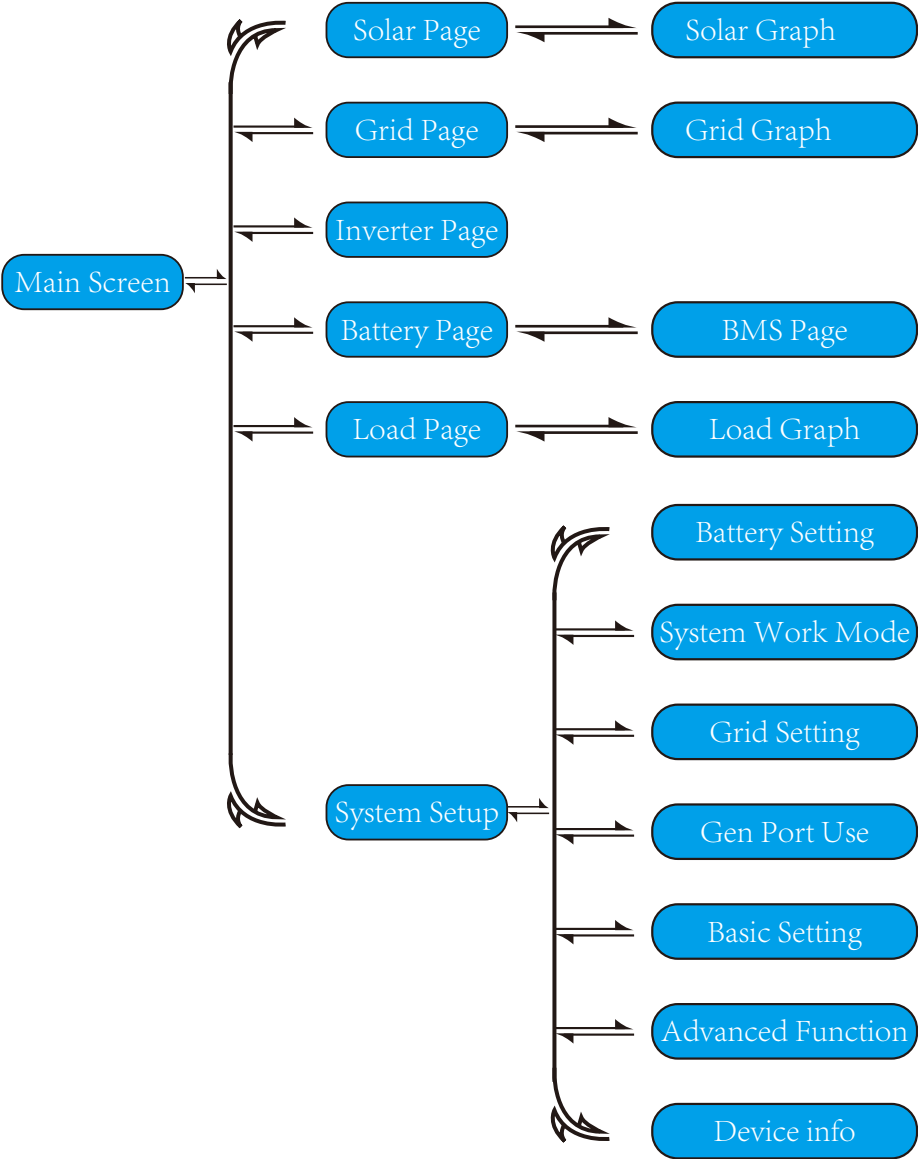 Solar Page
Solar Graph
Grid Page
Grid Graph
Inverter Page
Main Screen
Battery Page
BMS Page
Load Page
Load Graph
Battery Setting
System Work Mode
Grid Setting
System Setup
Gen Port Use
Basic Setting
Advanced Function
Device info